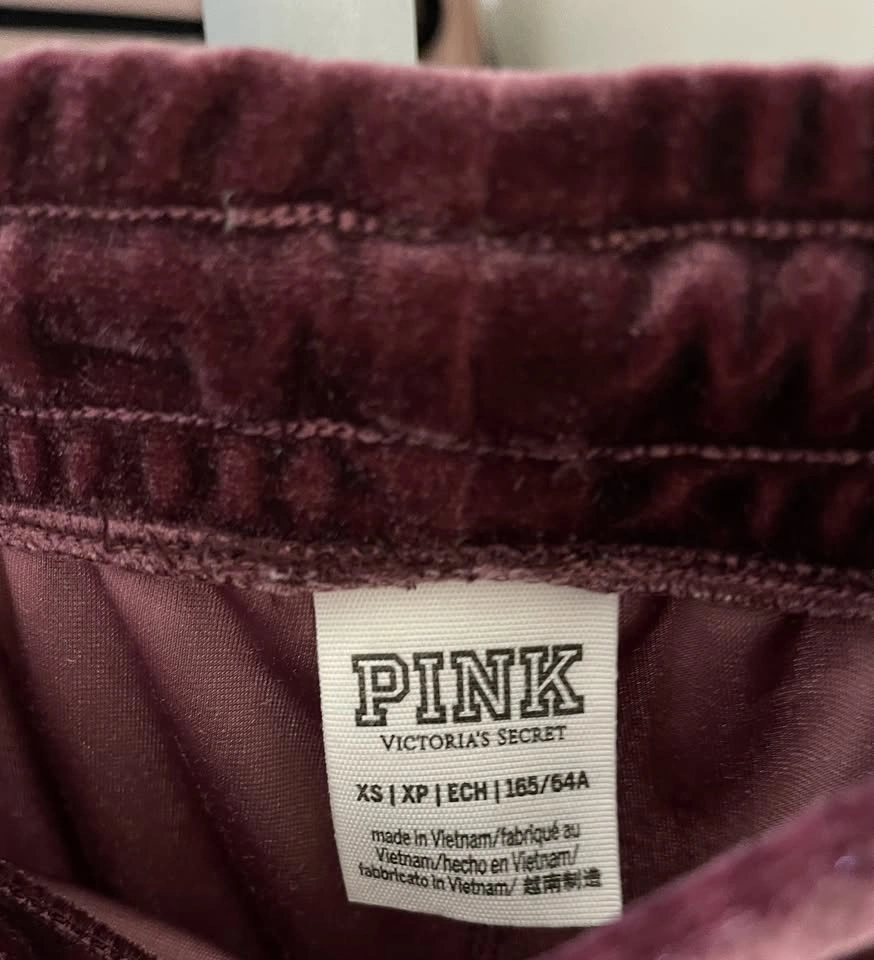 PINK
VICTORIA'S SECRET
XS | XP | ECH | 165/64A
made in Vietnam/fabriqué au
Vietnam/hecho en Vietnam/
fabbricato in Vietnam/ 越南制造